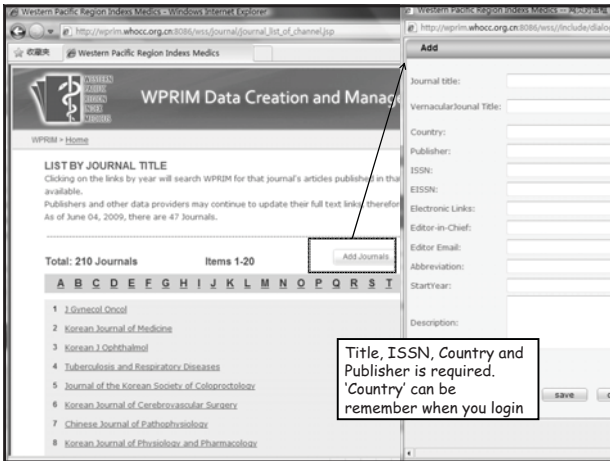 Western Pacific Region Indexs Medics - Windows Internet Explorer
http://wprim.whocc.org.cn:8086/wss/journal/journal_list_of_channel.jsp
收藏夹 Western Pacific Region Indexs Medics
WESTERN
PACIFIC
REGION
INDEX
MEDICUS
WPRIM Data Creation and Manage
WPRIM > Home
LIST BY JOURNAL TITLE
Clicking on the links by year will search WPRIM for that journal's articles published in that
available.
Publishers and other data providers may continue to update their full text links, therefor
As of June 04, 2009, there are 47 Journals.
Total: 210 Journals Items 1-20 Add Journals
A B C D E F G H I J K L M N O P Q R S T
1 J Gynecol Oncol
2 Korean Journal of Medicine
3 Korean J Ophthalmol
4 Tuberculosis and Respiratory Diseases
5 Journal of the Korean Society of Coloproctology
6 Korean Journal of Cerebrovascular Surgery
7 Chinese Journal of Pathophysiology
8 Korean Journal of Physiology and Pharmacology
Western Pacific Region Indexs Medics -- 网页对话框
http://wprim.whocc.org.cn:8086/wss//include/dialog
Add
Journal title:
VernacularJounal Title:
Country:
Publisher:
ISSN:
EISSN:
Electronic Links:
Editor-in-Chief:
Editor Email:
Abbreviation:
StartYear:
Description:
save c
Title, ISSN, Country and
Publisher is required.
‘Country’ can be
remember when you login